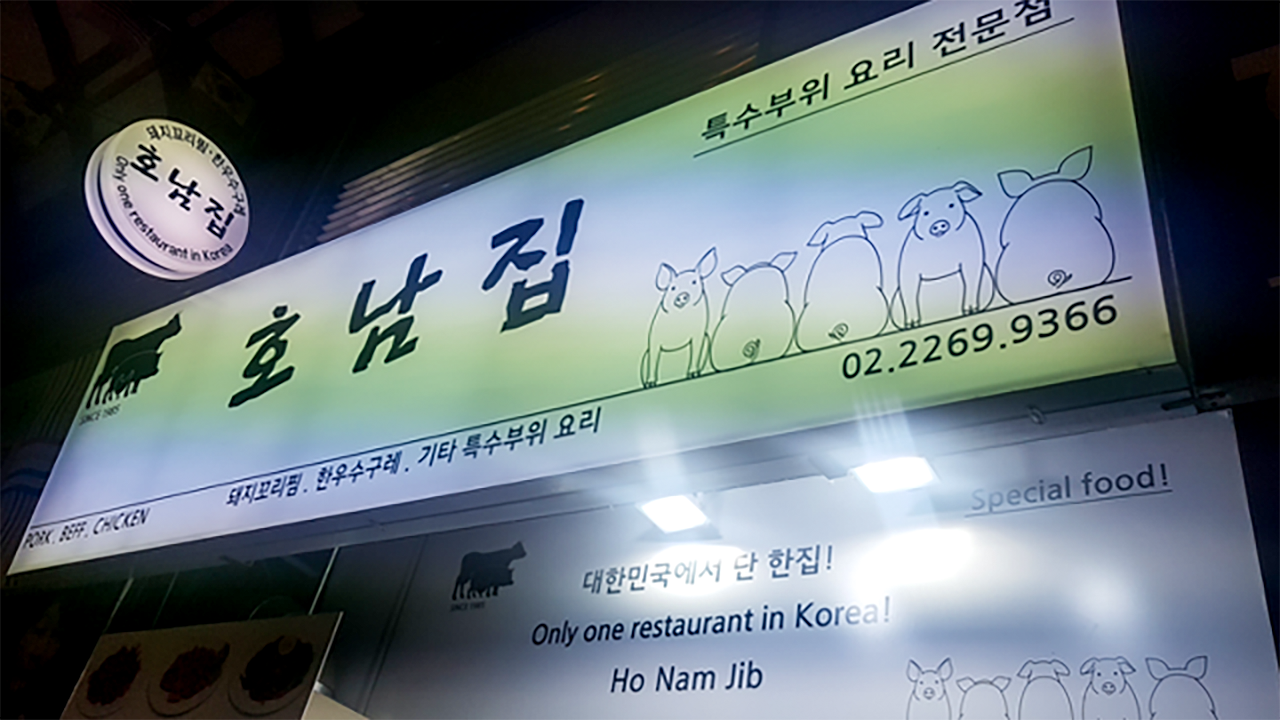 돼지꼬리찜·한우수구레
호남집
Only one restaurant in Korea
특수부위 요리 전문점
호남집
SINCE 1985
02.2269.9366
돼지꼬리찜 . 한우수구레 . 기타 특수부위 요리
PORK. BEFF. CHICKEN
Special food!
SINCE 1985
대한민국에서 단 한집!
Only one restaurant in Korea!
Ho Nam Jib